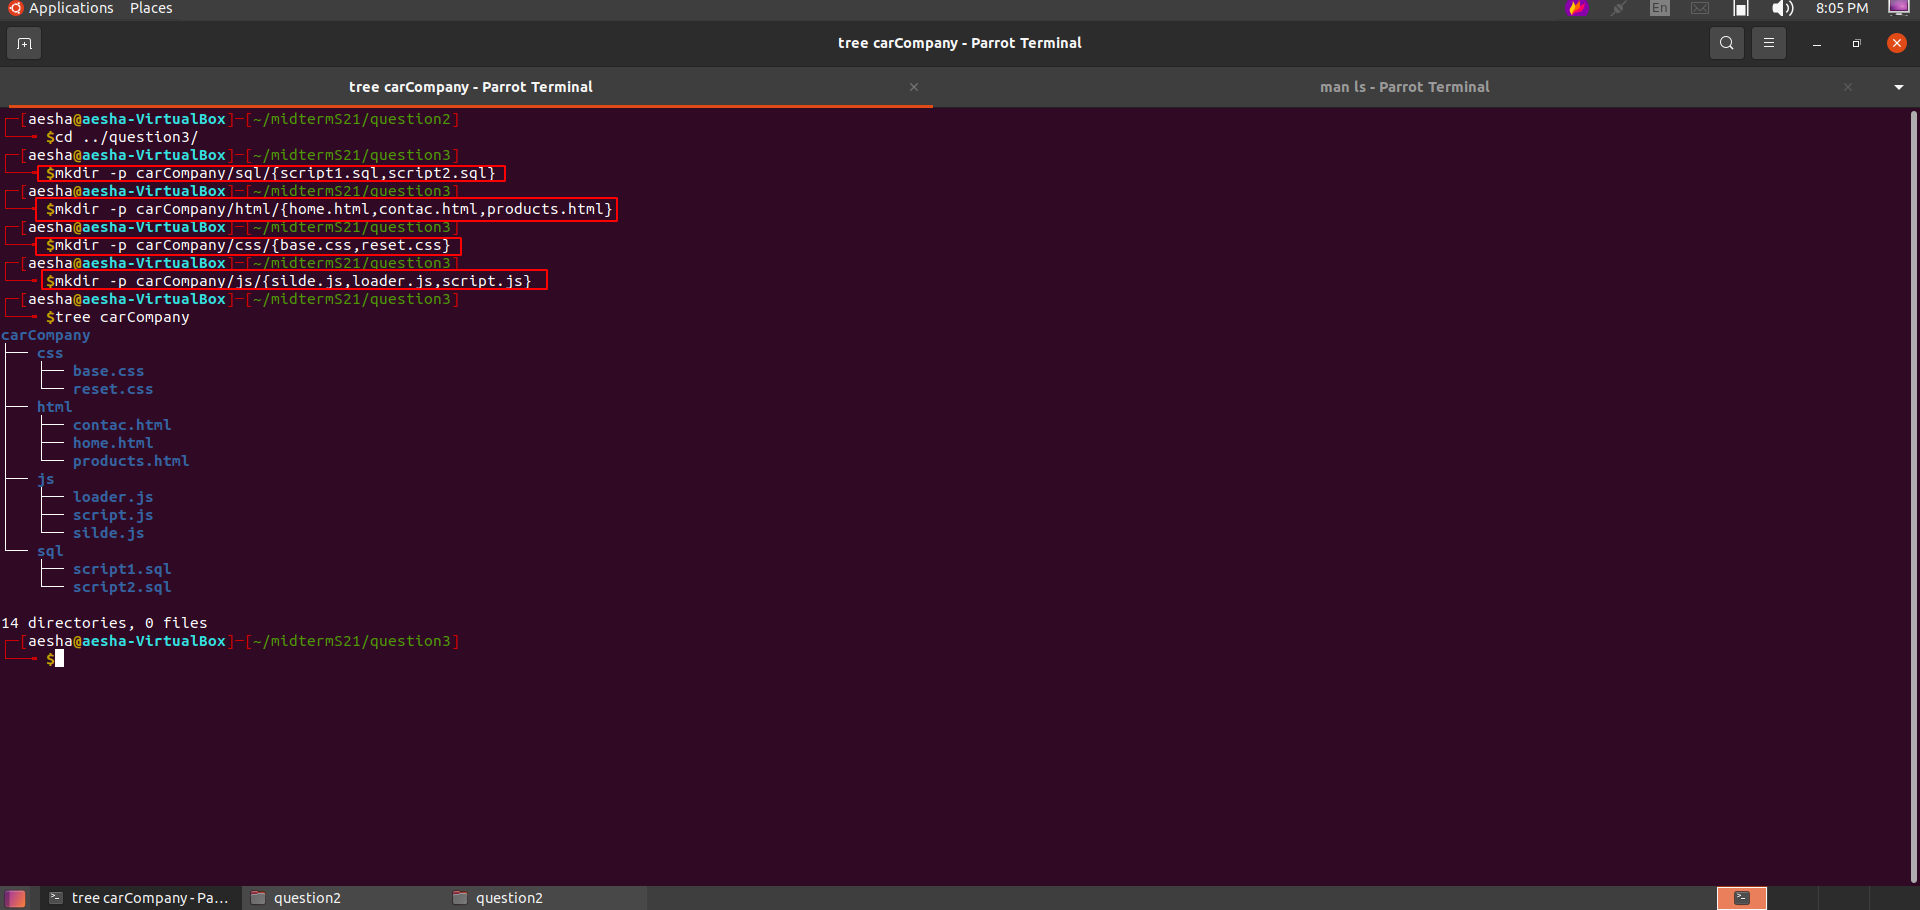 Applications Places En 8:05 PM
tree carCompany - Parrot Terminal
tree carCompany - Parrot Terminal × man ls - Parrot Terminal ×
┌─[aesha@aesha-VirtualBox]─[~/midtermS21/question2]
└──╼ $cd ../question3/
┌─[aesha@aesha-VirtualBox]─[~/midtermS21/question3]
└──╼ $mkdir -p carCompany/sql/{script1.sql,script2.sql}
┌─[aesha@aesha-VirtualBox]─[~/midtermS21/question3]
└──╼ $mkdir -p carCompany/html/{home.html,contac.html,products.html}
┌─[aesha@aesha-VirtualBox]─[~/midtermS21/question3]
└──╼ $mkdir -p carCompany/css/{base.css,reset.css}
┌─[aesha@aesha-VirtualBox]─[~/midtermS21/question3]
└──╼ $mkdir -p carCompany/js/{silde.js,loader.js,script.js}
┌─[aesha@aesha-VirtualBox]─[~/midtermS21/question3]
└──╼ $tree carCompany
carCompany
├── css
│   ├── base.css
│   └── reset.css
├── html
│   ├── contac.html
│   ├── home.html
│   └── products.html
├── js
│   ├── loader.js
│   ├── script.js
│   └── silde.js
└── sql
    ├── script1.sql
    └── script2.sql
14 directories, 0 files
┌─[aesha@aesha-VirtualBox]─[~/midtermS21/question3]
└──╼ $
tree carCompany - Pa... question2 question2